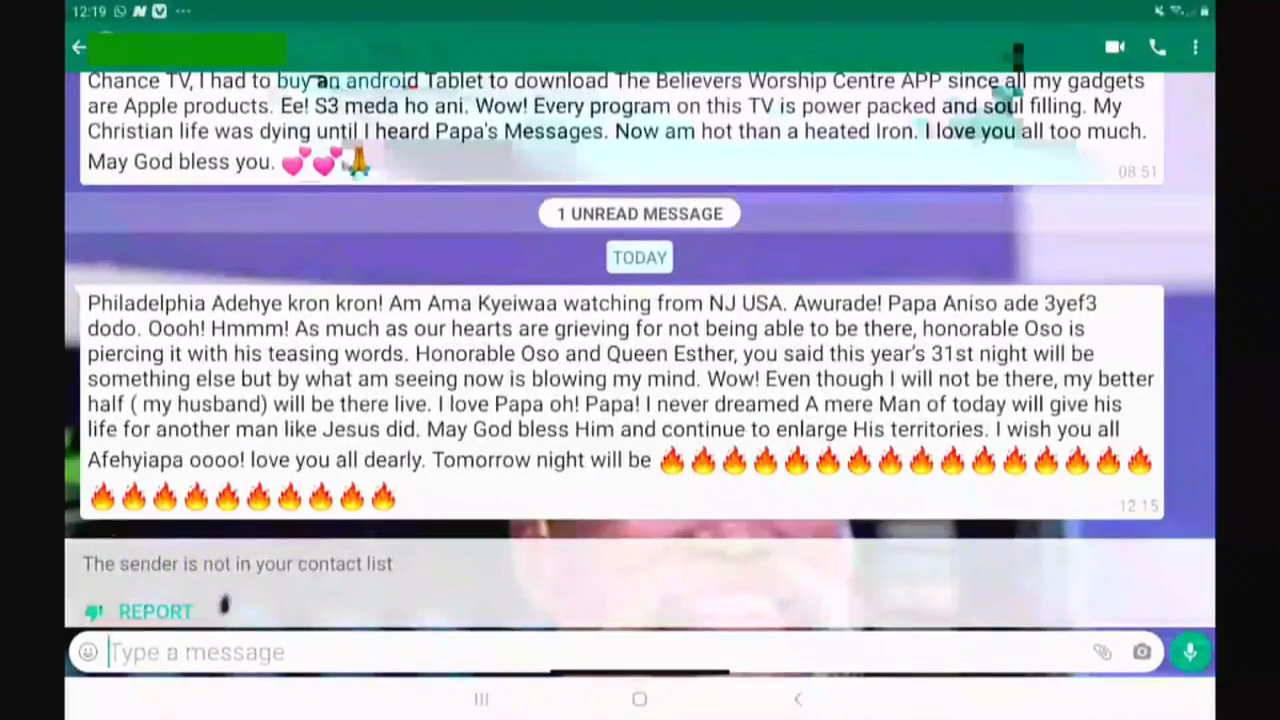 12:19
Chance TV, I had to buy an android Tablet to download The Believers Worship Centre APP since all my gadgets
are Apple products. Ee! S3 meda ho ani. Wow! Every program on this TV is power packed and soul filling. My
Christian life was dying until I heard Papa's Messages. Now am hot than a heated Iron. I love you all too much.
May God bless you. 💕💕🙏
08:51
1 UNREAD MESSAGE
TODAY
Philadelphia Adehye kron kron! Am Ama Kyeiwaa watching from NJ USA. Awurade! Papa Aniso ade 3yef3
dodo. Oooh! Hmmm! As much as our hearts are grieving for not being able to be there, honorable Oso is
piercing it with his teasing words. Honorable Oso and Queen Esther, you said this year's 31st night will be
something else but by what am seeing now is blowing my mind. Wow! Even though I will not be there, my better
half ( my husband) will be there live. I love Papa oh! Papa! I never dreamed A mere Man of today will give his
life for another man like Jesus did. May God bless Him and continue to enlarge His territories. I wish you all
Afehyiapa oooo! love you all dearly. Tomorrow night will be 🔥🔥🔥🔥🔥🔥🔥🔥🔥🔥🔥🔥🔥🔥🔥🔥
🔥🔥🔥🔥🔥🔥🔥🔥🔥🔥
12:15
The sender is not in your contact list
REPORT
Type a message